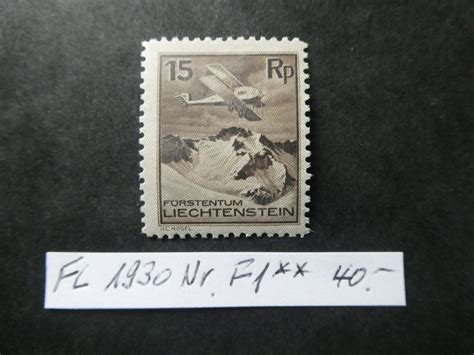 15 Rp
FÜRSTENTUM
LIECHTENSTEIN
FL 1930 Nr. F1** 40.-